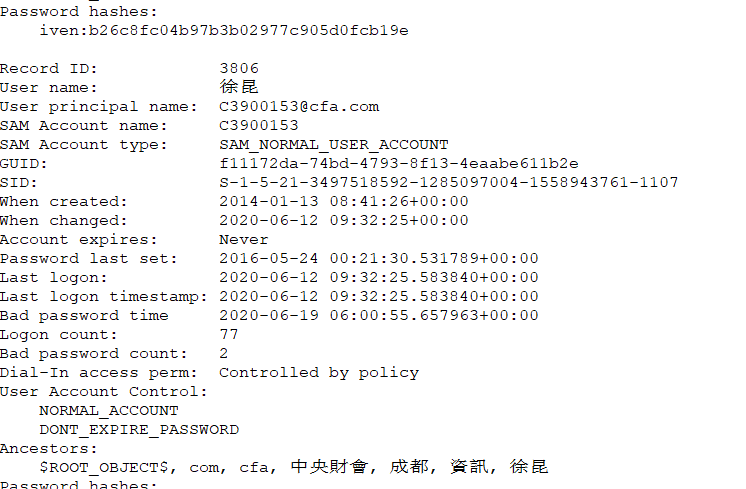 Password hashes:
iven:b26c8fc04b97b3b02977c905d0fcb19e
Record ID: 3806
User name: 徐昆
User principal name: C3900153@cfa.com
SAM Account name: C3900153
SAM Account type: SAM_NORMAL_USER_ACCOUNT
GUID: f11172da-74bd-4793-8f13-4eaabe611b2e
SID: S-1-5-21-3497518592-1285097004-1558943761-1107
When created: 2014-01-13 08:41:26+00:00
When changed: 2020-06-12 09:32:25+00:00
Account expires: Never
Password last set: 2016-05-24 00:21:30.531789+00:00
Last logon: 2020-06-12 09:32:25.583840+00:00
Last logon timestamp: 2020-06-12 09:32:25.583840+00:00
Bad password time 2020-06-19 06:00:55.657963+00:00
Logon count: 77
Bad password count: 2
Dial-In access perm: Controlled by policy
User Account Control:
NORMAL_ACCOUNT
DONT_EXPIRE_PASSWORD
Ancestors:
$ROOT_OBJECT$, com, cfa, 中央財會, 成都, 資訊, 徐昆
Password hashes: